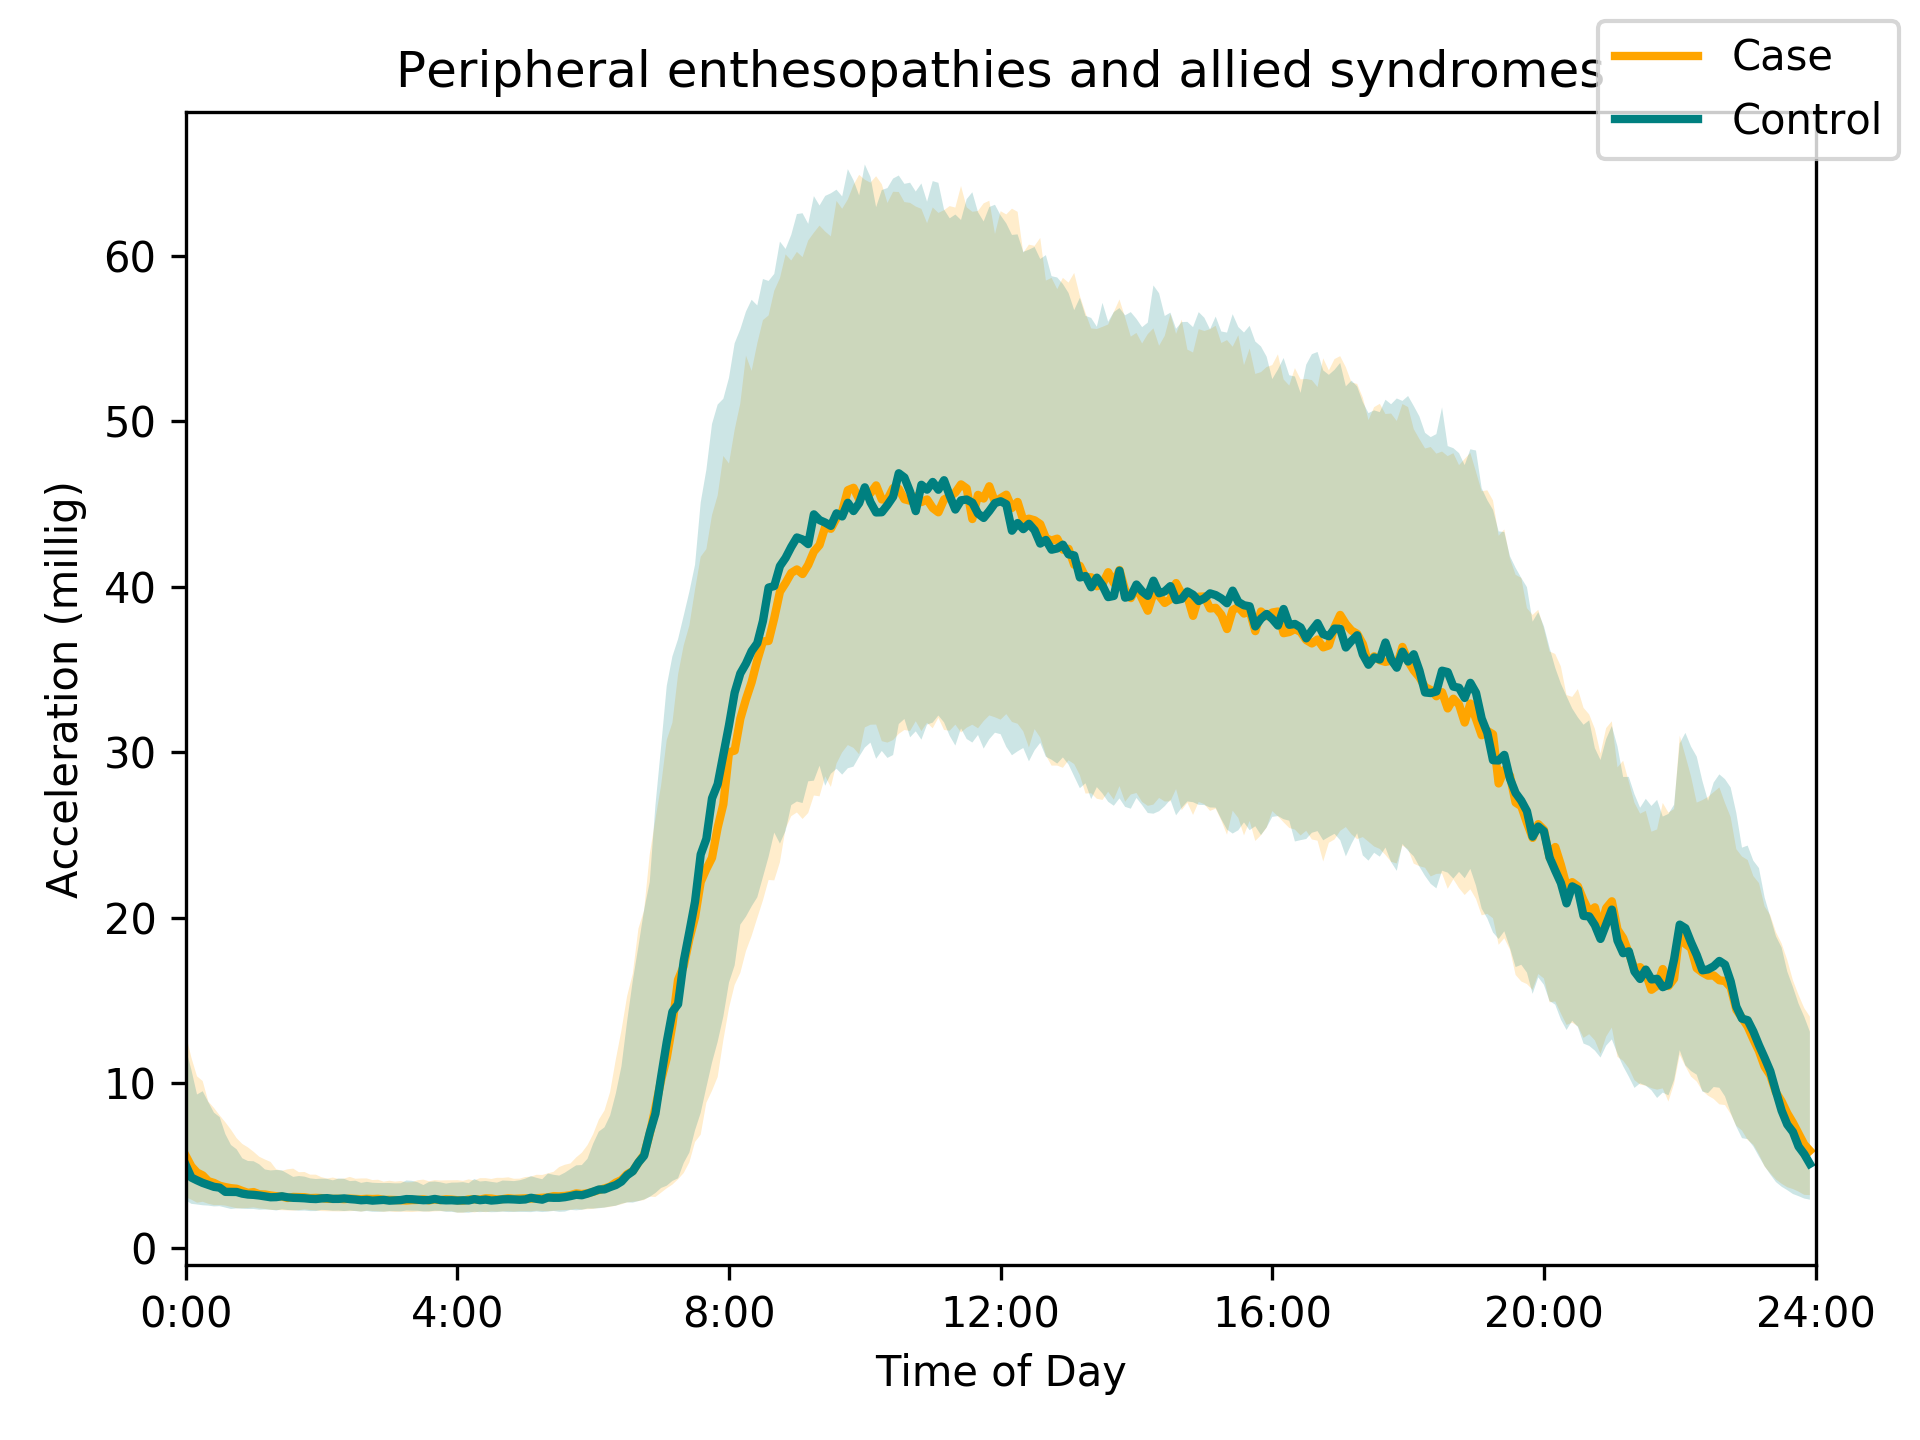 Peripheral enthesopathies and allied syndromes
Case
Control
Acceleration (millig)
60
50
40
30
20
10
0
0:00 4:00 8:00 12:00 16:00 20:00 24:00
Time of Day